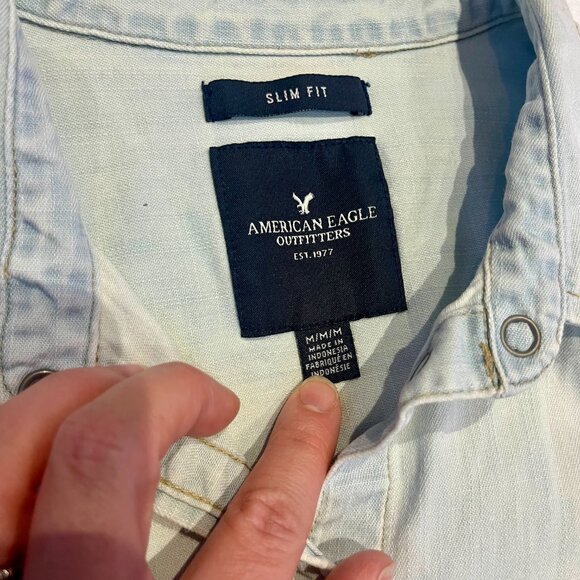 SLIM FIT
AMERICAN EAGLE
OUTFITTERS
EST. 1977
M/M/M
MADE IN
INDONESIA
FABRIQUÉ EN
INDONÉSIE